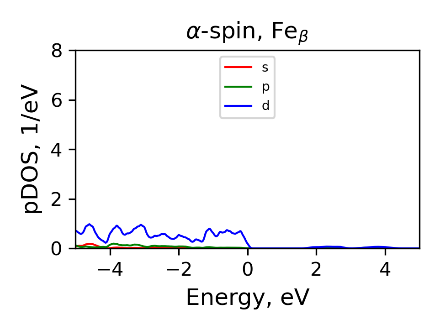 α-spin, Feβ
8
6
4
2
0
pDOS, 1/eV
s
p
d
−4 −2 0 2 4
Energy, eV